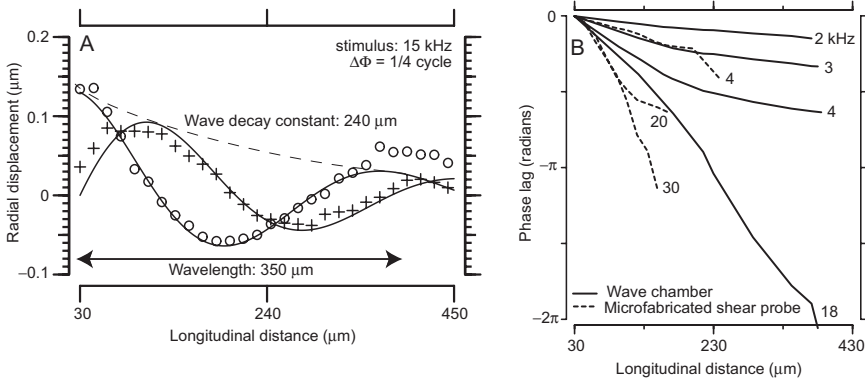 A
stimulus: 15 kHz
ΔΦ = 1/4 cycle
Wave decay constant: 240 μm
Wavelength: 350 μm
0.2
0.1
0
−0.1
Radial displacement (μm)
30
240
450
Longitudinal distance (μm)
B
0
−π
−2π
Phase lag (radians)
2 kHz
3
4
4
20
30
18
Wave chamber
Microfabricated shear probe
30
230
430
Longitudinal distance (μm)